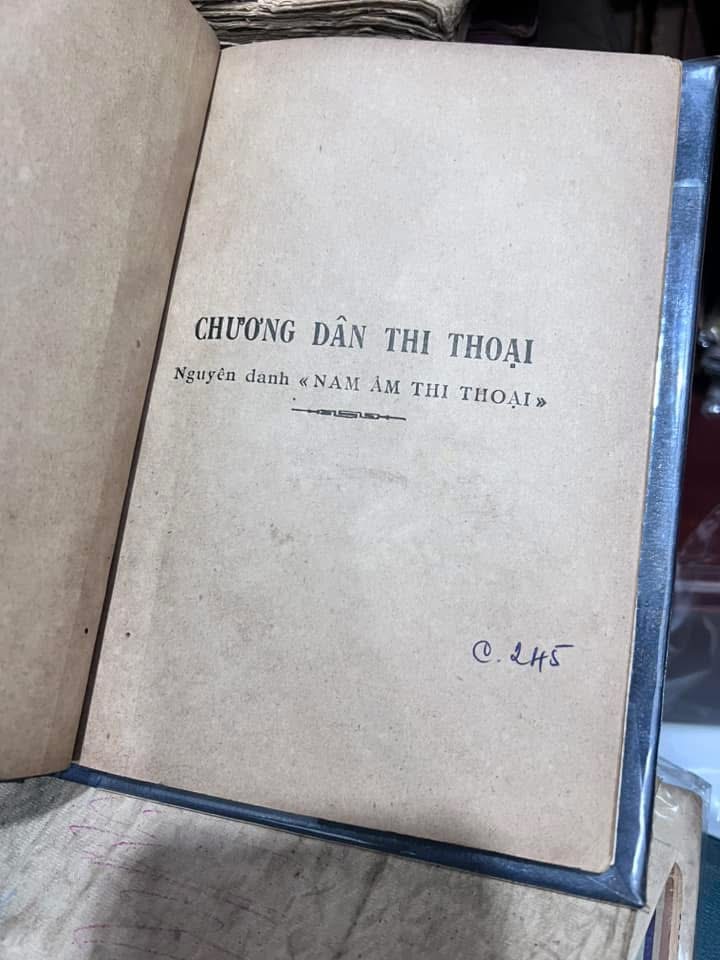 CHƯƠNG DÂN THI THOẠI
Nguyên danh «NAM ÂM THI THOẠI»
C. 245